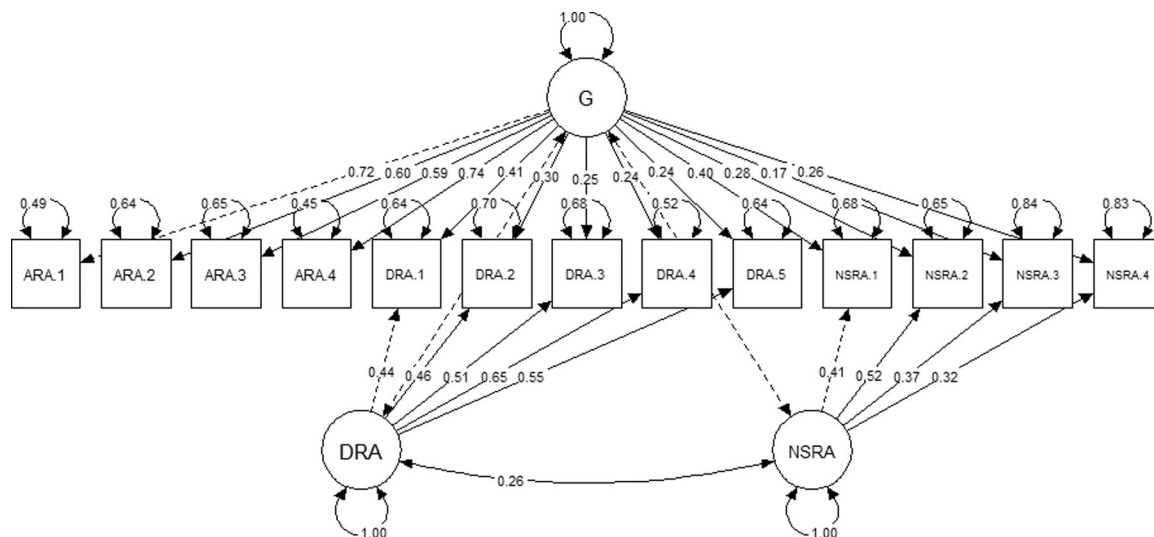 1.00
G
0.72 0.60 0.59 0.74 0.41 0.30 0.25 0.24 0.24 0.40 0.28 0.17 0.26
0.49 0.64 0.65 0.45 0.64 0.70 0.68 0.52 0.64 0.68 0.65 0.84 0.83
ARA.1 ARA.2 ARA.3 ARA.4 DRA.1 DRA.2 DRA.3 DRA.4 DRA.5 NSRA.1 NSRA.2 NSRA.3 NSRA.4
0.44 0.46 0.51 0.65 0.55 0.41 0.52 0.37 0.32
DRA NSRA
0.26
1.00 1.00